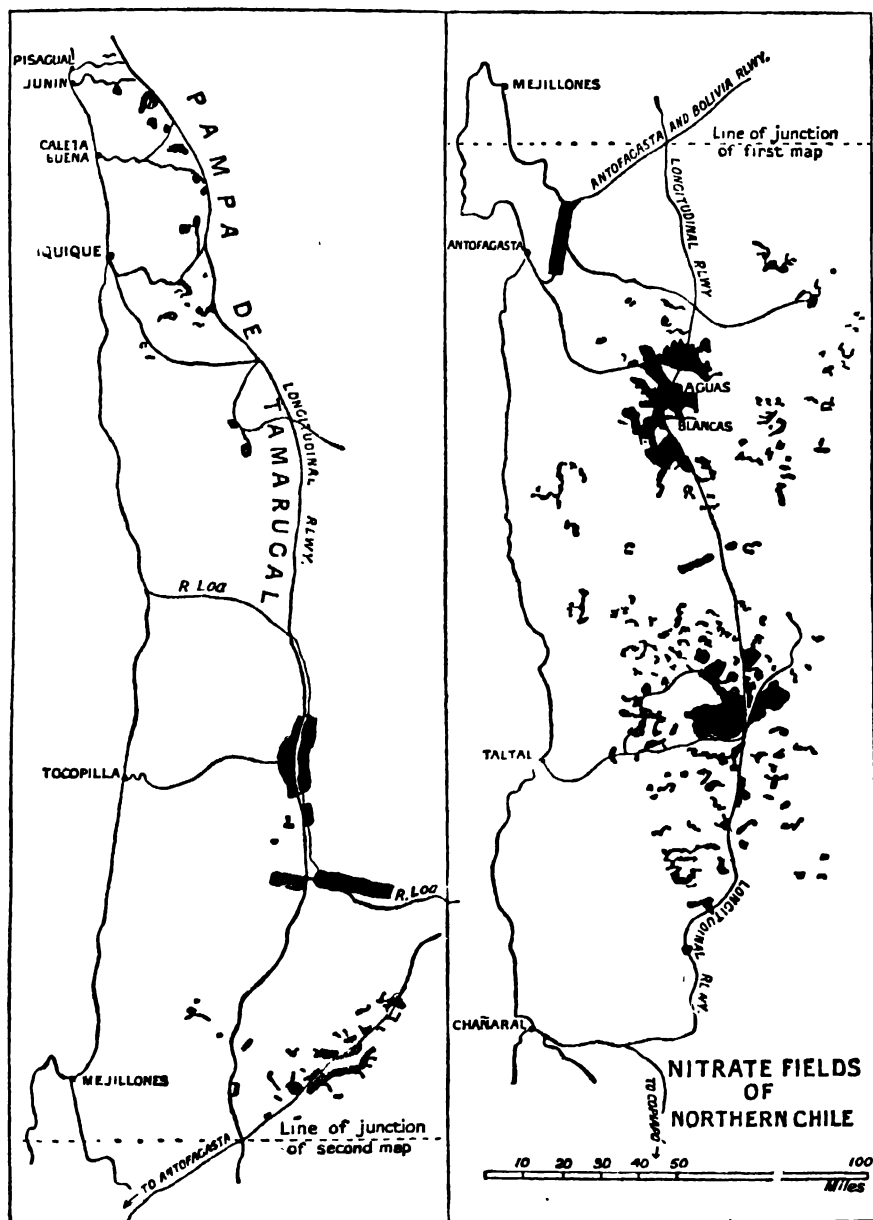 PISAGUA
JUNIN
CALETA
BUENA
IQUIQUE
PAMPA DE TAMARUGAL
LONGITUDINAL RLWY.
R. Loa
TOCOPILLA
R. Loa
MEJILLONES
Line of junction
of second map
← TO ANTOFAGASTA
MEJILLONES
ANTOFAGASTA AND BOLIVIA RLWY.
Line of junction
of first map
LONGITUDINAL RLWY
ANTOFAGASTA
AGUAS
BLANCAS
TALTAL
LONGITUDINAL RLWY.
CHAÑARAL
TO COPIAPÓ →
NITRATE FIELDS
OF
NORTHERN CHILE
10 20 30 40 50 100
Miles